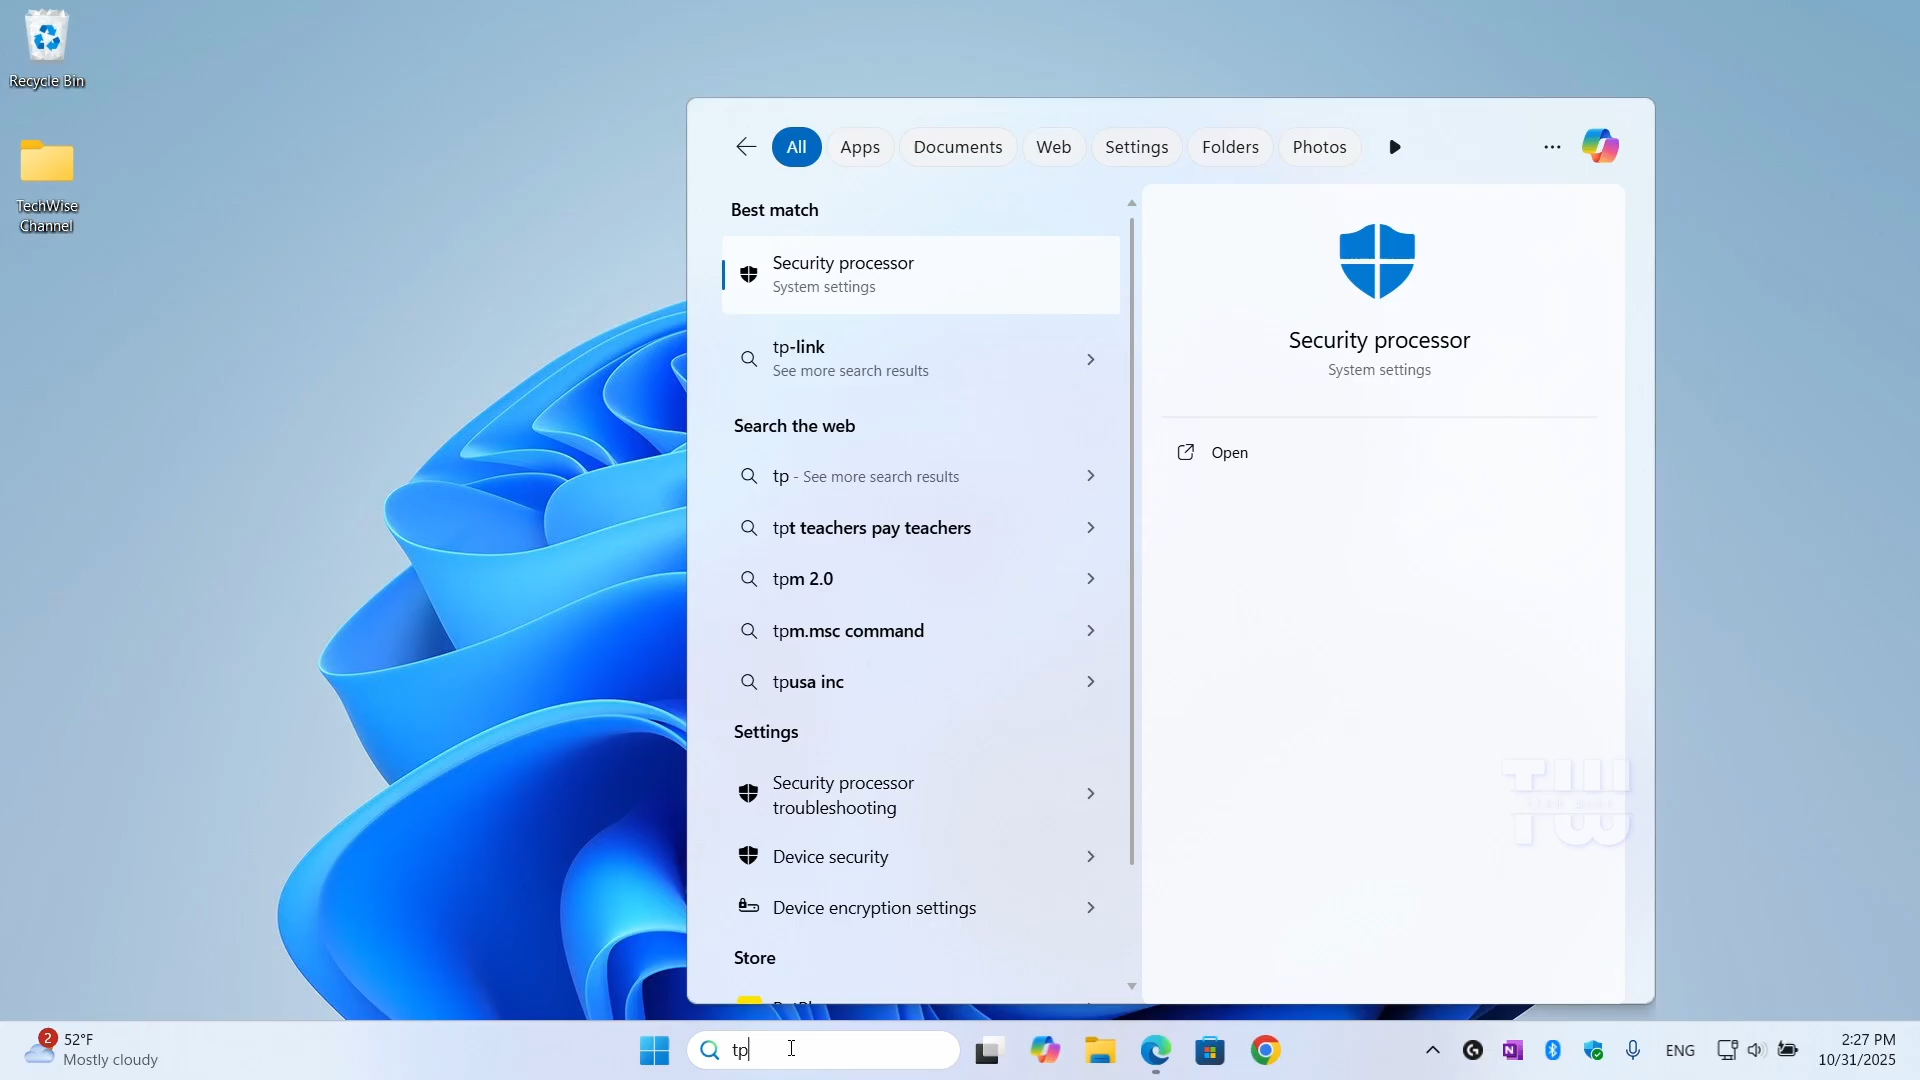 Recycle Bin
TechWise
Channel
All
Apps
Documents
Web
Settings
Folders
Photos
Best match
Security processor
System settings
tp-link
See more search results
Search the web
tp - See more search results
tpt teachers pay teachers
tpm 2.0
tpm.msc command
tpusa inc
Settings
Security processor
troubleshooting
Device security
Device encryption settings
Store
Security processor
System settings
Open
TW
2
52°F
Mostly cloudy
tp
ENG
2:27 PM
10/31/2025